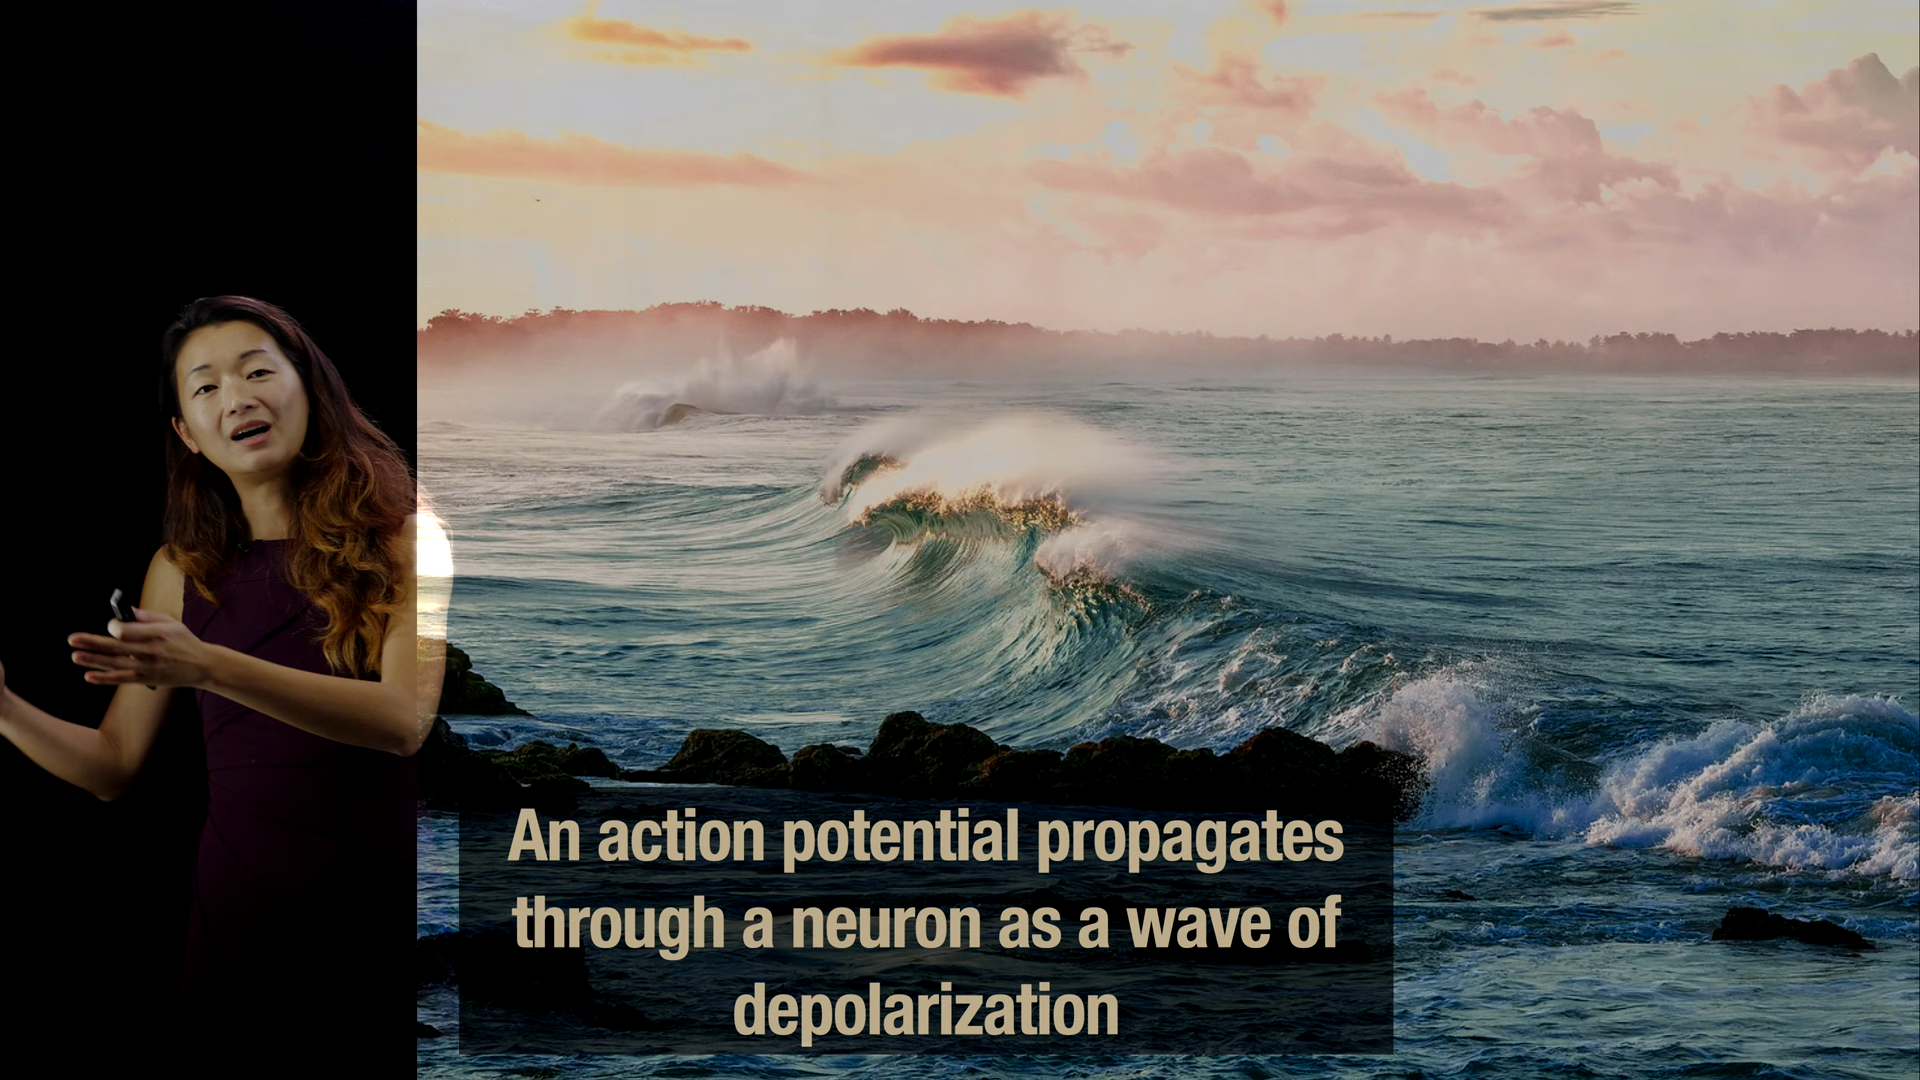 An action potential propagates
through a neuron as a wave of
depolarization